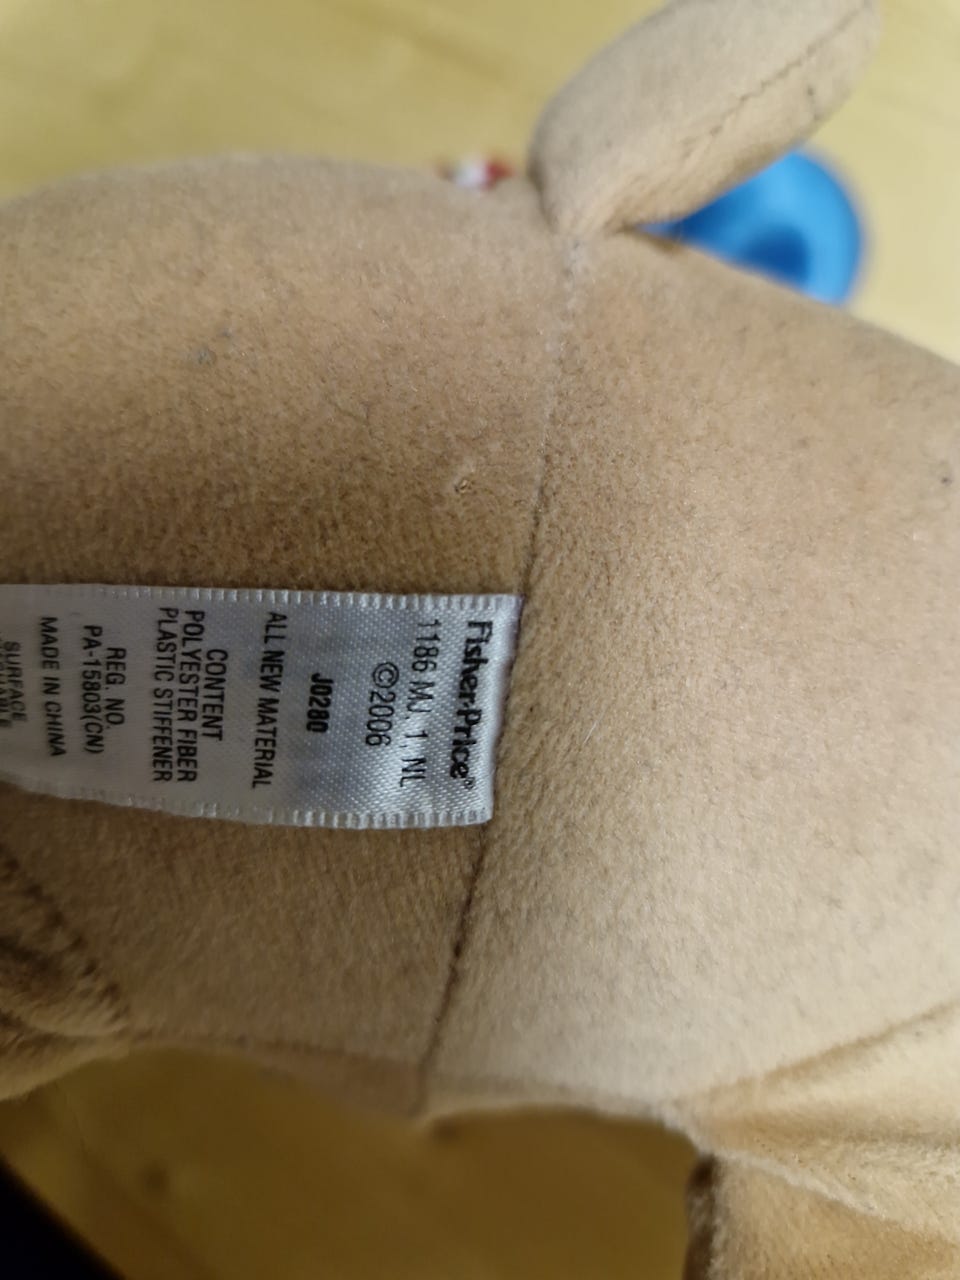 Fisher-Price®
1186 MJ, 1, NL
©2006
J0280
ALL NEW MATERIAL
CONTENT
POLYESTER FIBER
PLASTIC STIFFENER
REG. NO.
PA-15803(CN)
MADE IN CHINA
SURFACE